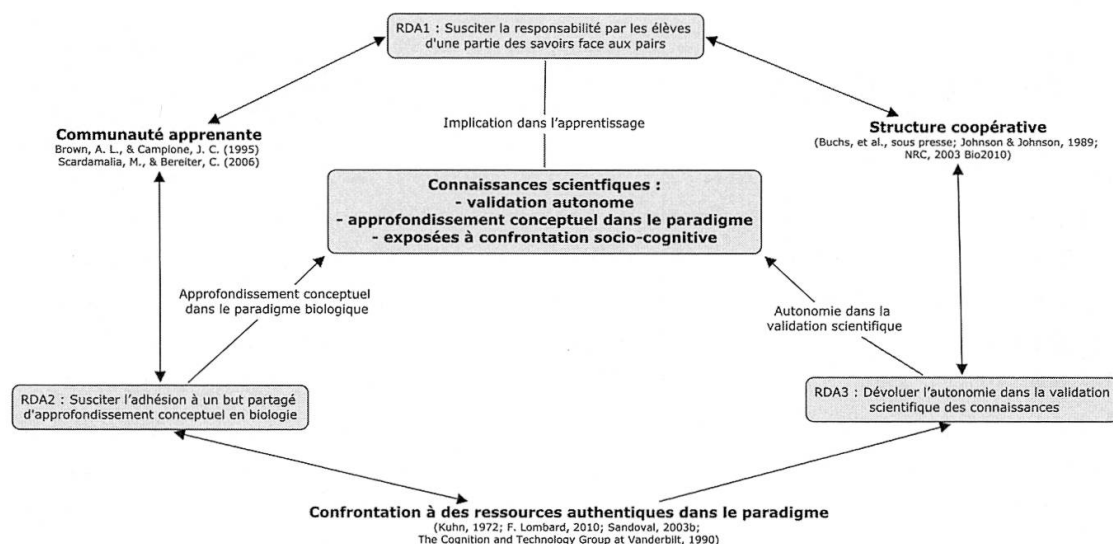 RDA1 : Susciter la responsabilité par les élèves
d'une partie des savoirs face aux pairs
Implication dans l'apprentissage
Communauté apprenante
Brown, A. L., & Campione, J. C. (1995)
Scardamalia, M., & Bereiter, C. (2006)
Structure coopérative
(Buchs, et al., sous presse; Johnson & Johnson, 1989;
NRC, 2003 Bio2010)
Connaissances scientfiques :
- validation autonome
- approfondissement conceptuel dans le paradigme
- exposées à confrontation socio-cognitive
Approfondissement conceptuel
dans le paradigme biologique
Autonomie dans la
validation scientifique
RDA2 : Susciter l'adhésion à un but partagé
d'approfondissement conceptuel en biologie
RDA3 : Dévoluer l'autonomie dans la validation
scientifique des connaissances
Confrontation à des ressources authentiques dans le paradigme
(Kuhn, 1972; F. Lombard, 2010; Sandoval, 2003b;
The Cognition and Technology Group at Vanderbilt, 1990)